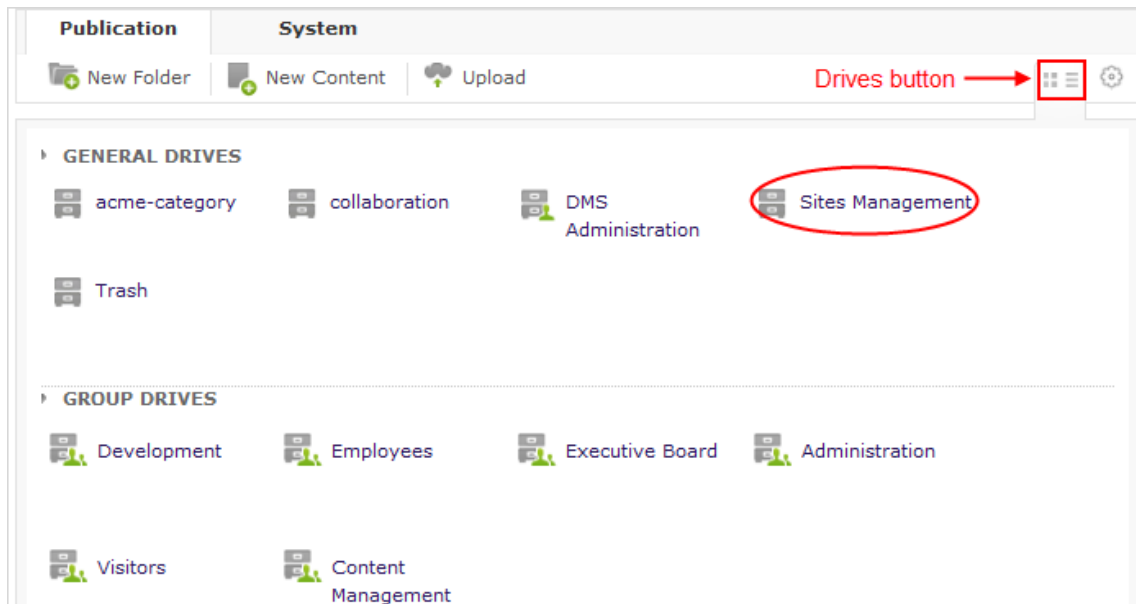 Publication System
New Folder New Content Upload Drives button
GENERAL DRIVES
acme-category collaboration DMS Sites Management
Administration
Trash
GROUP DRIVES
Development Employees Executive Board Administration
Visitors Content
Management